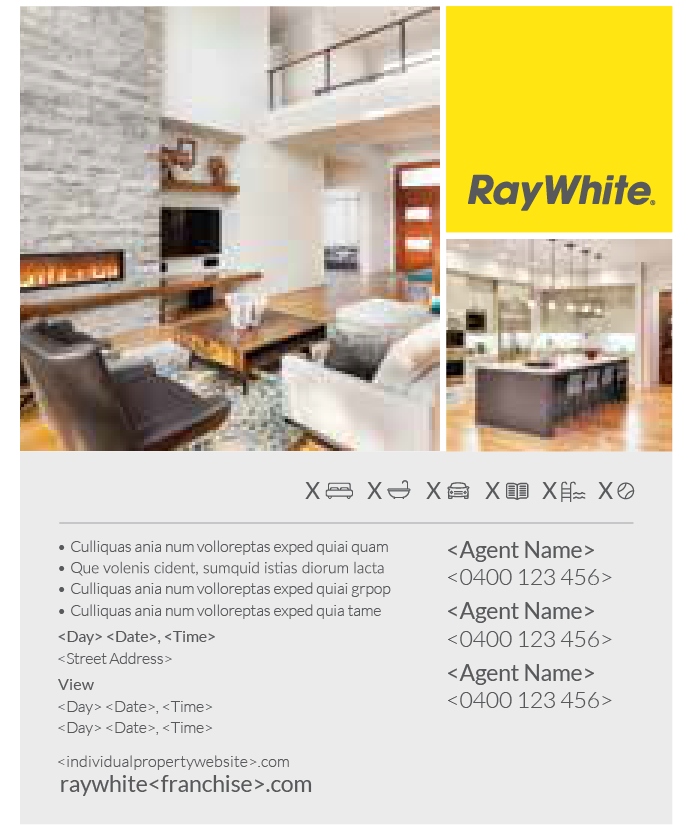 RayWhite®
X X X X X X
• Culliquas ania num volloreptas exped quiai quam
• Que volenis cident, sumquid istias diorum lacta
• Culliquas ania num volloreptas exped quiai grpop
• Culliquas ania num volloreptas exped quia tame
<Day> <Date>, <Time>
<Street Address>
View
<Day> <Date>, <Time>
<Day> <Date>, <Time>
<individualpropertywebsite>.com
raywhite<franchise>.com
<Agent Name>
<0400 123 456>
<Agent Name>
<0400 123 456>
<Agent Name>
<0400 123 456>